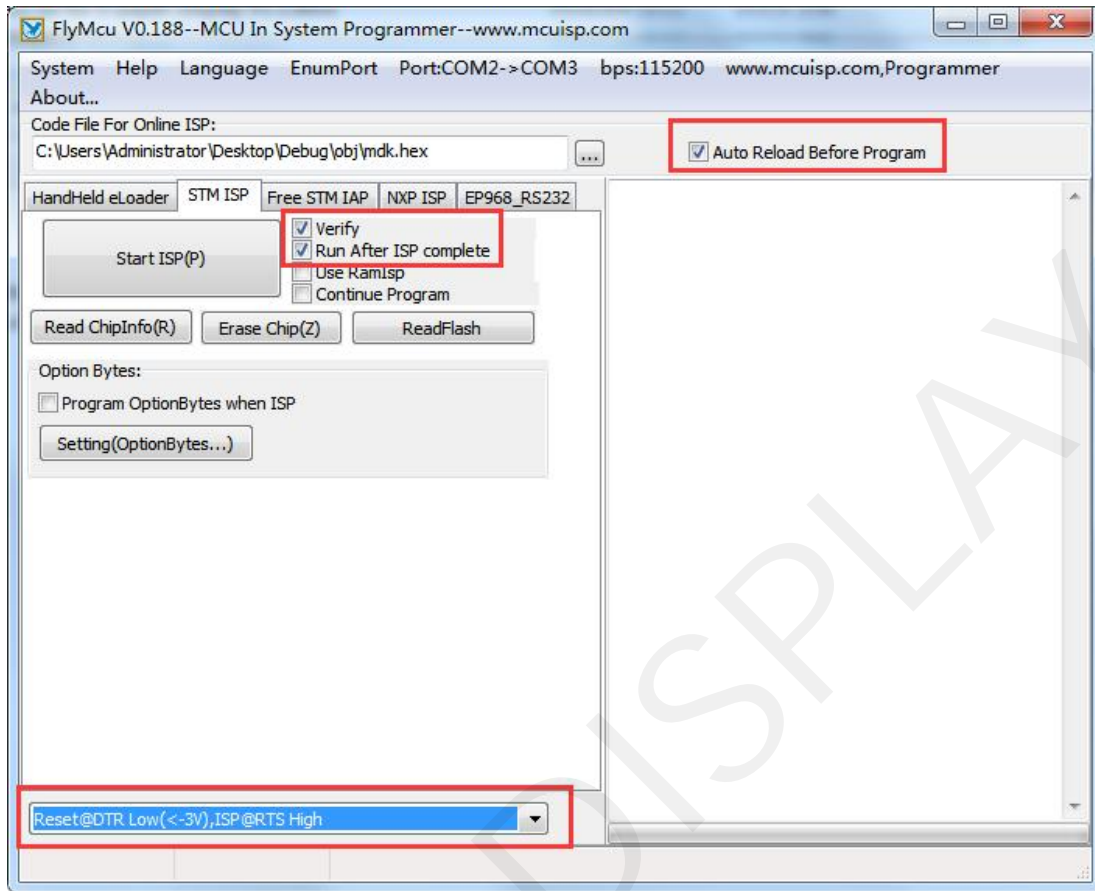 FlyMcu V0.188--MCU In System Programmer--www.mcuisp.com
System Help Language EnumPort Port:COM2->COM3 bps:115200 www.mcuisp.com,Programmer
About...
Code File For Online ISP:
C:\Users\Administrator\Desktop\Debug\obj\mdk.hex ... Auto Reload Before Program
HandHeld eLoader STM ISP Free STM IAP NXP ISP EP968_RS232
Verify
Start ISP(P) Run After ISP complete
Use RamIsp
Continue Program
Read ChipInfo(R) Erase Chip(Z) ReadFlash
Option Bytes:
Program OptionBytes when ISP
Setting(OptionBytes...)
Reset@DTR Low(<-3V),ISP@RTS High
DISPLAY